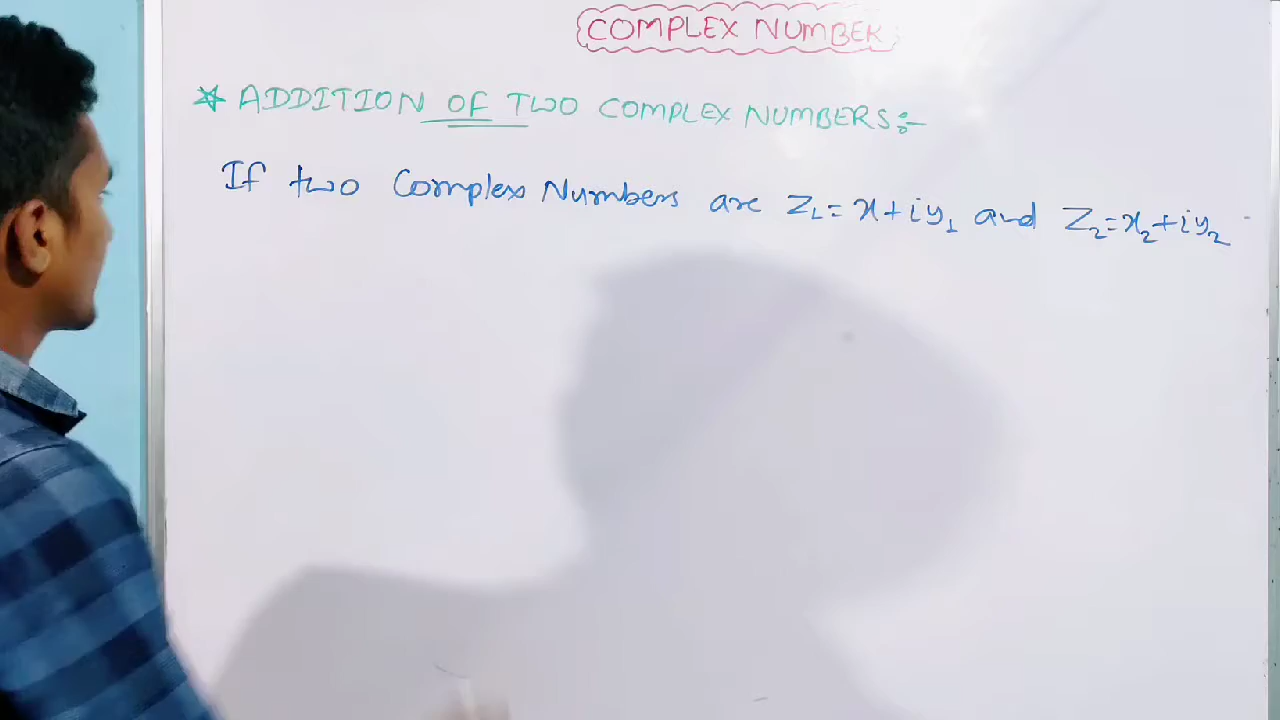 COMPLEX NUMBER
* ADDITION OF TWO COMPLEX NUMBERS:-
If two Complex Numbers are Z₁=x+iy₁ and Z₂=x₂+iy₂